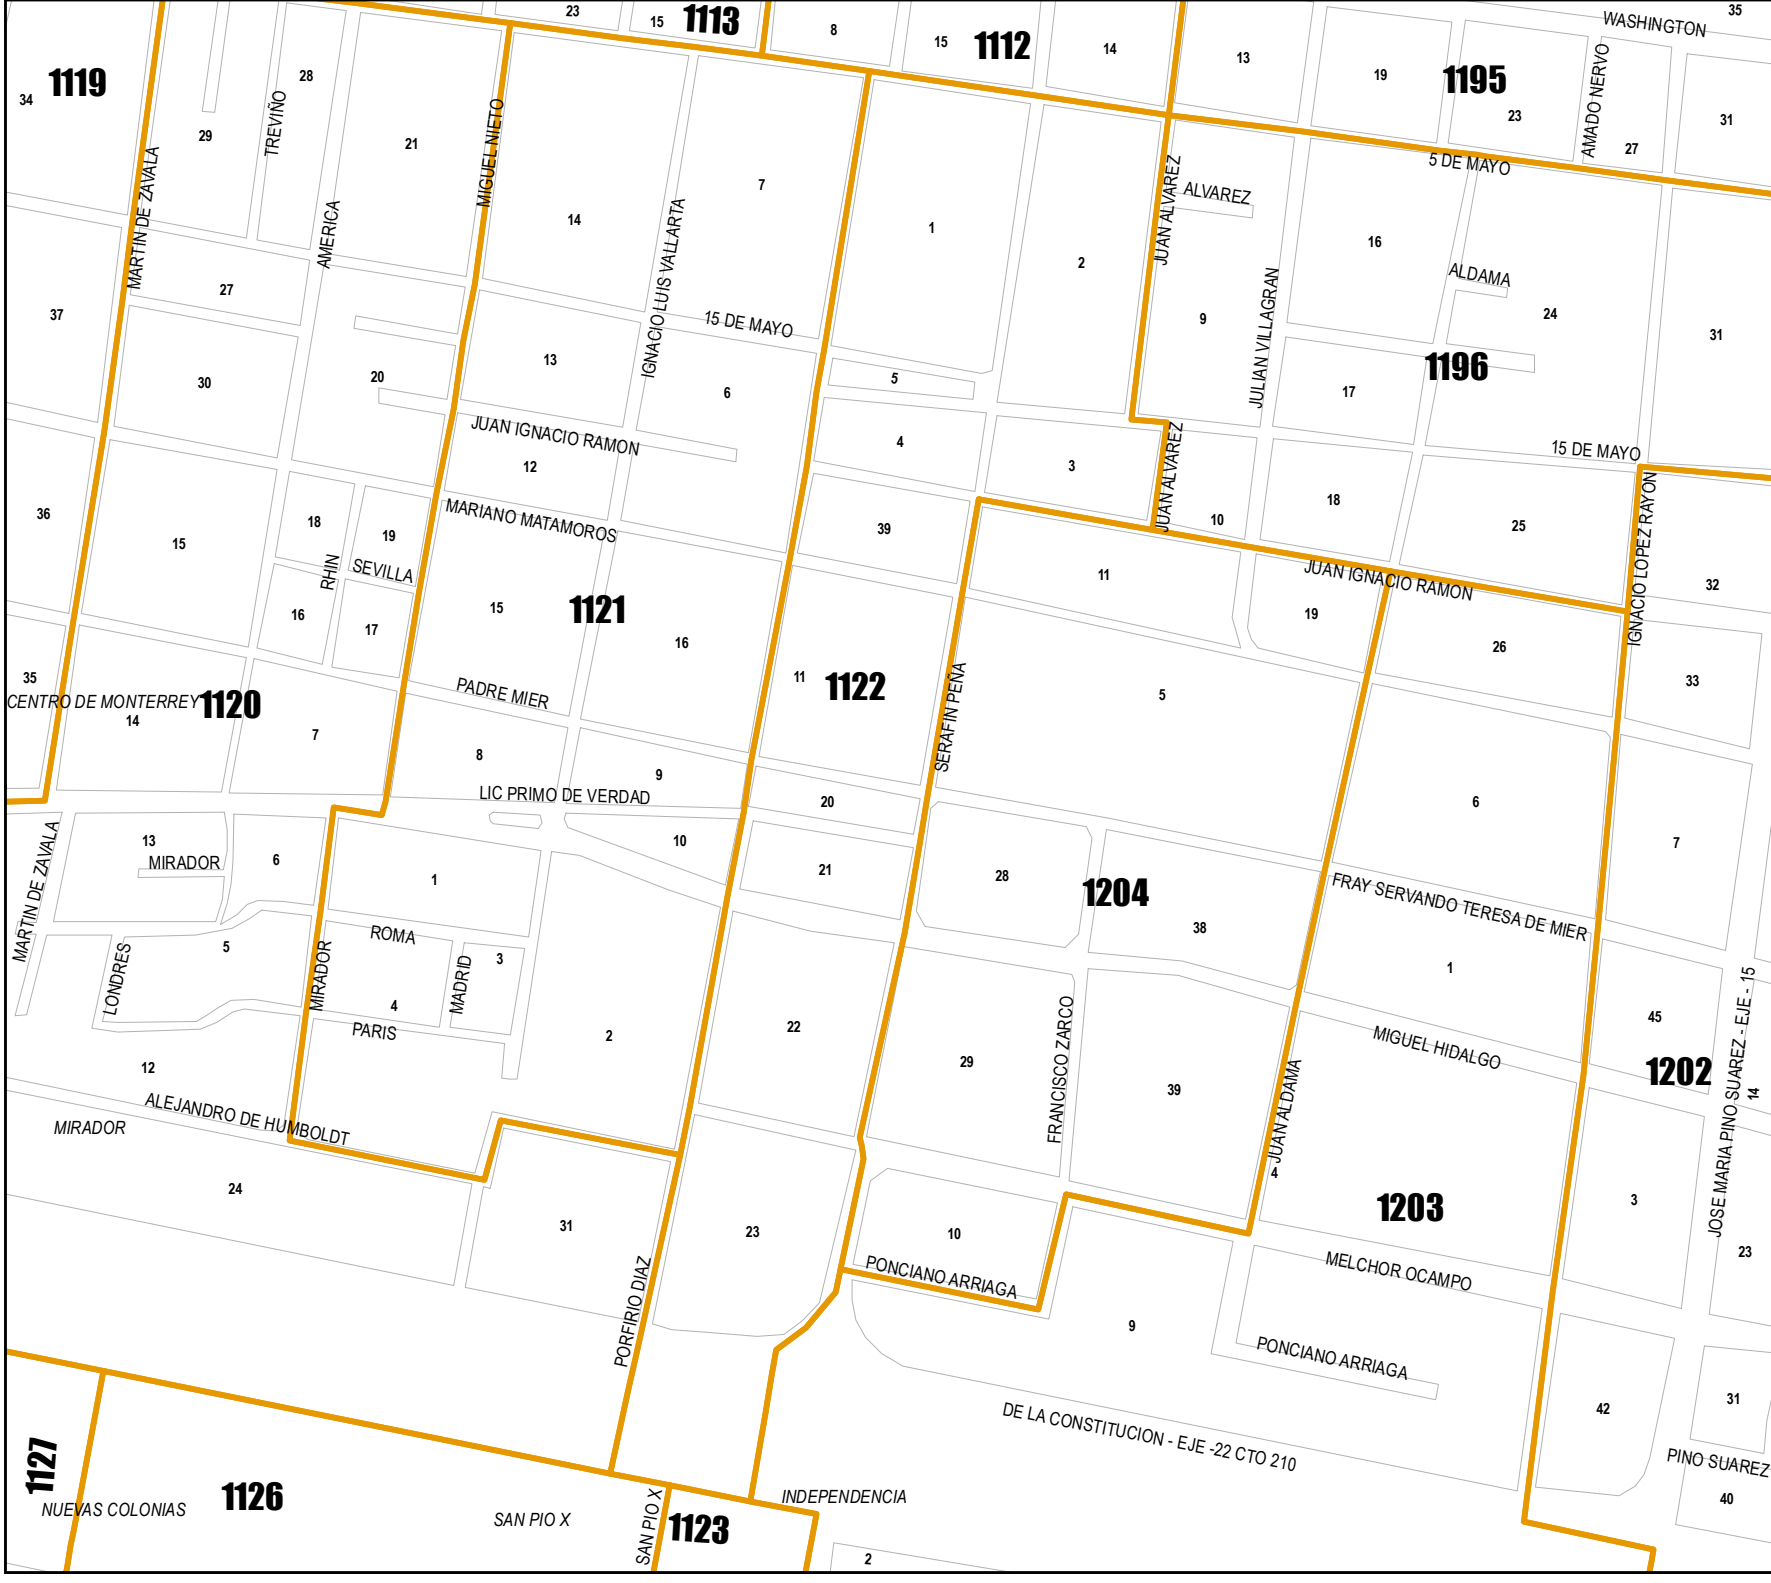 23
15
1113
8
15
1112
14
13
19
1195
23
WASHINGTON
35
AMADO NERVO
27
31
34
1119
29
TREVIÑO
28
21
MIGUEL NIETO
MARTIN DE ZAVALA
AMERICA
14
IGNACIO LUIS VALLARTA
7
1
2
JUAN ALVAREZ
ALVAREZ
5 DE MAYO
16
ALDAMA
24
9
JULIAN VILLAGRAN
31
37
27
30
20
13
15 DE MAYO
6
5
4
3
1196
17
15 DE MAYO
JUAN IGNACIO RAMON
12
MARIANO MATAMOROS
JUAN ALVAREZ
10
18
25
IGNACIO LOPEZ RAYON
36
15
18
19
RHIN
SEVILLA
16
17
15
1121
16
39
11
JUAN IGNACIO RAMON
19
26
32
33
35
CENTRO DE MONTERREY
14
1120
7
PADRE MIER
8
9
LIC PRIMO DE VERDAD
10
11
1122
SERAFIN PEÑA
5
6
7
20
21
28
1204
38
FRAY SERVANDO TERESA DE MIER
1
MARTIN DE ZAVALA
13
MIRADOR
6
1
ROMA
3
MADRID
4
PARIS
MIRADOR
5
LONDRES
12
2
22
29
FRANCISCO ZARCO
39
JUAN ALDAMA
4
MIGUEL HIDALGO
45
1202
JOSE MARIA PINO SUAREZ - EJE - 15
14
ALEJANDRO DE HUMBOLDT
MIRADOR
24
31
23
10
PONCIANO ARRIAGA
1203
MELCHOR OCAMPO
3
23
PORFIRIO DIAZ
9
PONCIANO ARRIAGA
DE LA CONSTITUCION - EJE -22 CTO 210
42
31
PINO SUAREZ
40
1127
NUEVAS COLONIAS
1126
SAN PIO X
SAN PIO X
1123
INDEPENDENCIA
2